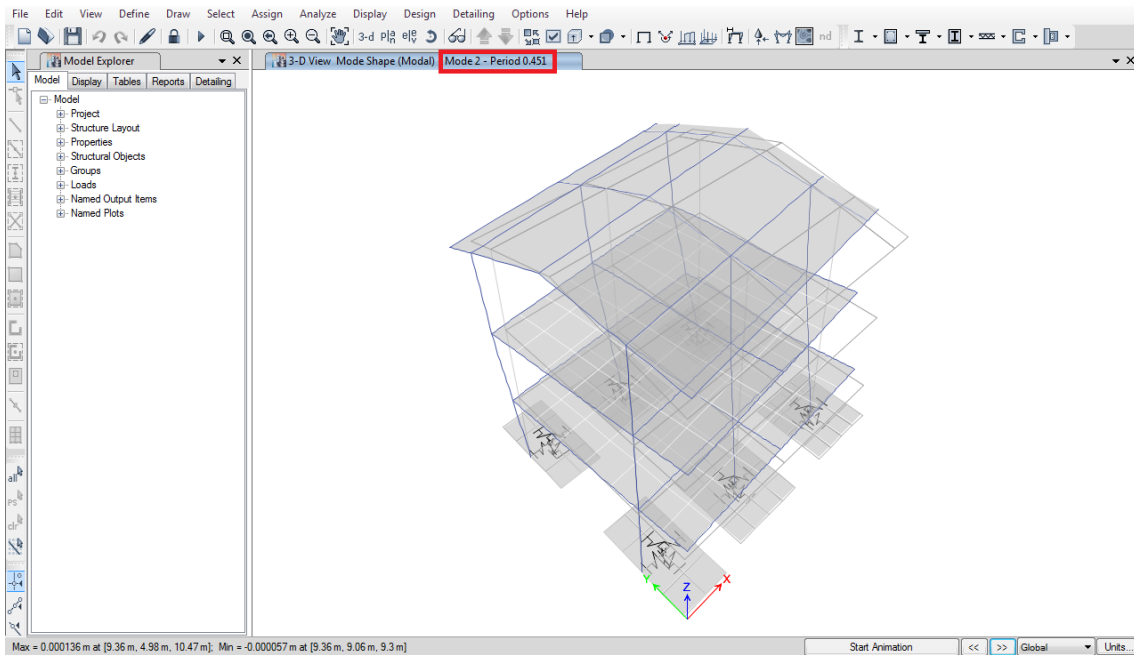 File Edit View Define Draw Select Assign Analyze Display Design Detailing Options Help
3-d nd
Model Explorer
3-D View Mode Shape (Modal) Mode 2 - Period 0.451
Model Display Tables Reports Detailing
Model
Project
Structure Layout
Properties
Structural Objects
Groups
Loads
Named Output Items
Named Plots
all
ps
clr
Y Z X
Max = 0.000136 m at [9.36 m, 4.98 m, 10.47 m]; Min = -0.000057 m at [9.36 m, 9.06 m, 9.3 m] Start Animation << >> Global Units...